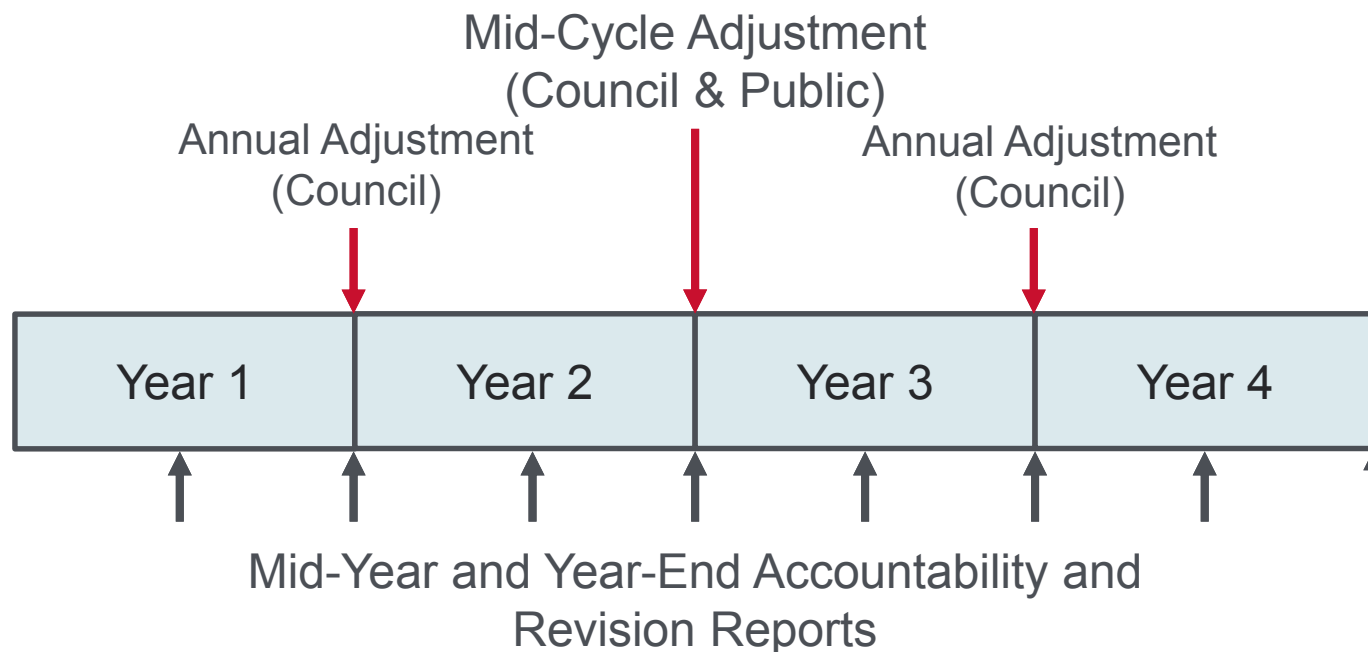 Mid-Cycle Adjustment
(Council & Public)
Annual Adjustment
(Council)
Annual Adjustment
(Council)
Year 1
Year 2
Year 3
Year 4
Mid-Year and Year-End Accountability and
Revision Reports